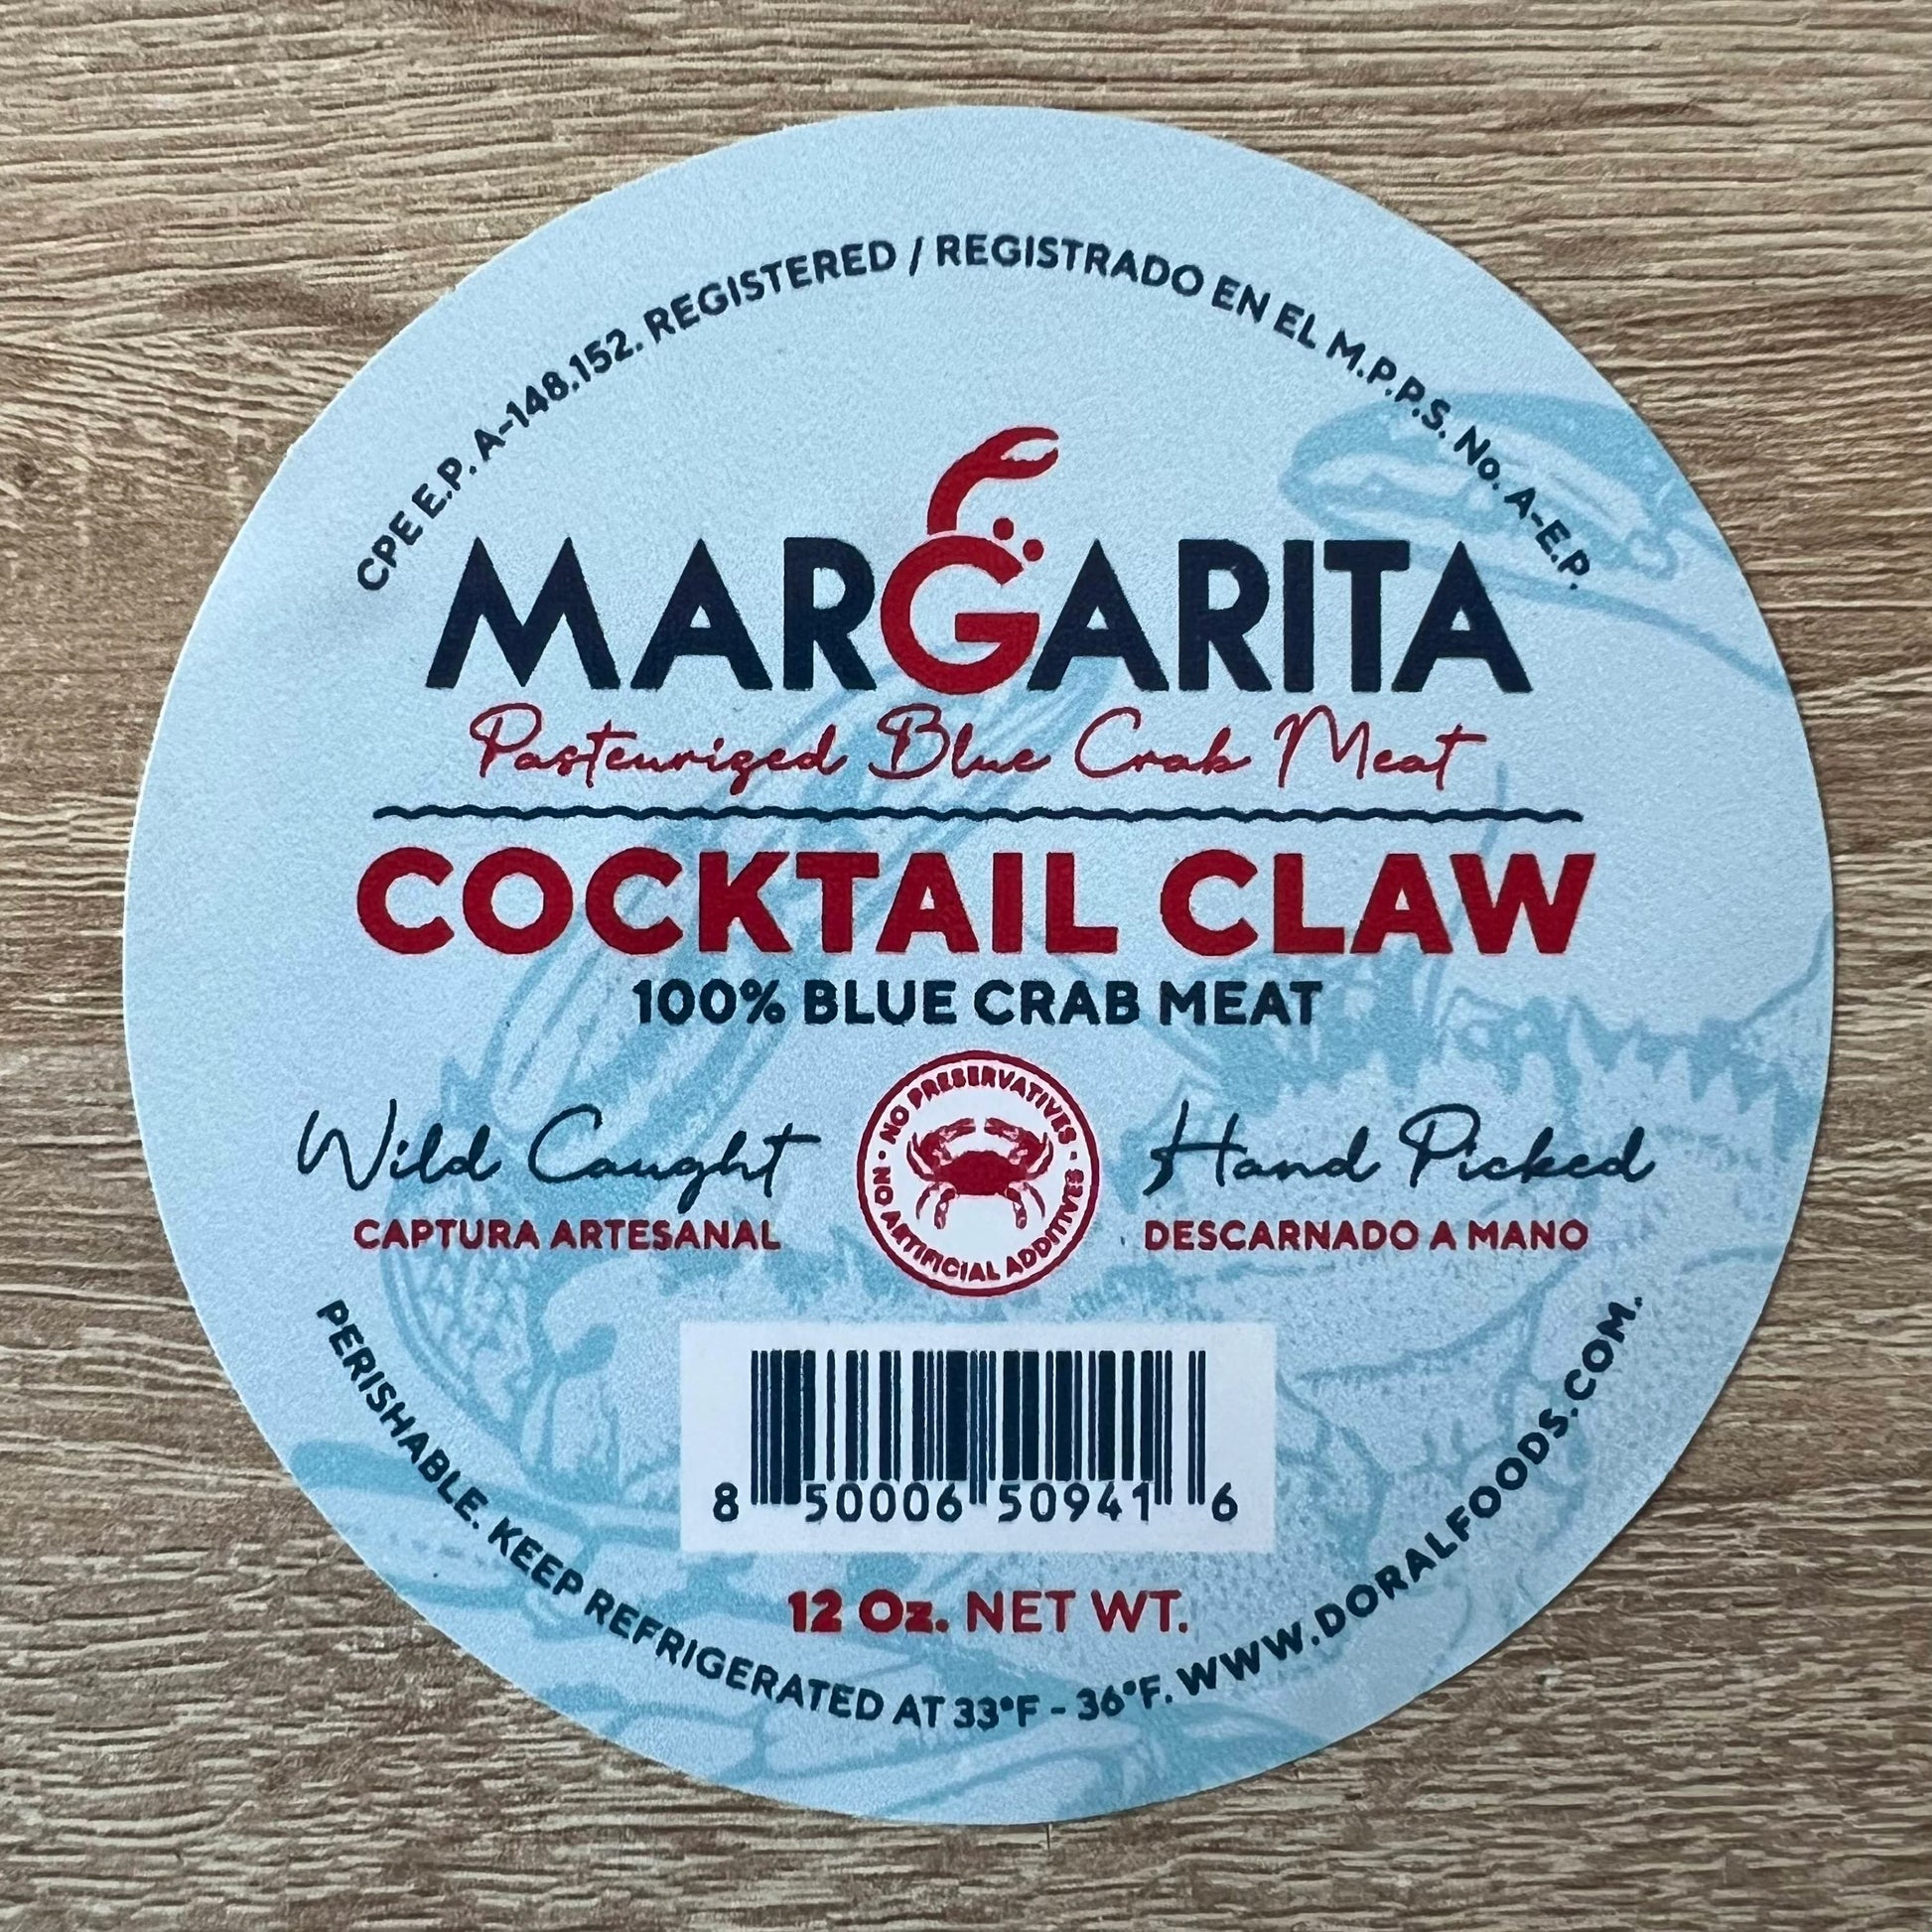 CPE E.P. A-148.152. REGISTERED / REGISTRADO EN EL M.P.P.S. No. A-E.P.
MARGARITA
Pasteurized Blue Crab Meat
COCKTAIL CLAW
100% BLUE CRAB MEAT
Wild Caught
CAPTURA ARTESANAL
· NO PRESERVATIVES · NO ARTIFICIAL ADDITIVES
Hand Picked
DESCARNADO A MANO
8 50006 50941 6
12 Oz. NET WT.
PERISHABLE. KEEP REFRIGERATED AT 33°F - 36°F. WWW.DORALFOODS.COM.